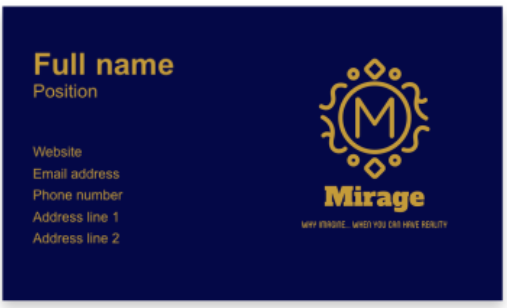 Full name
Position
Website
Email address
Phone number
Address line 1
Address line 2
M
Mirage
WHY IMAGINE... WHEN YOU CAN HAVE REALITY